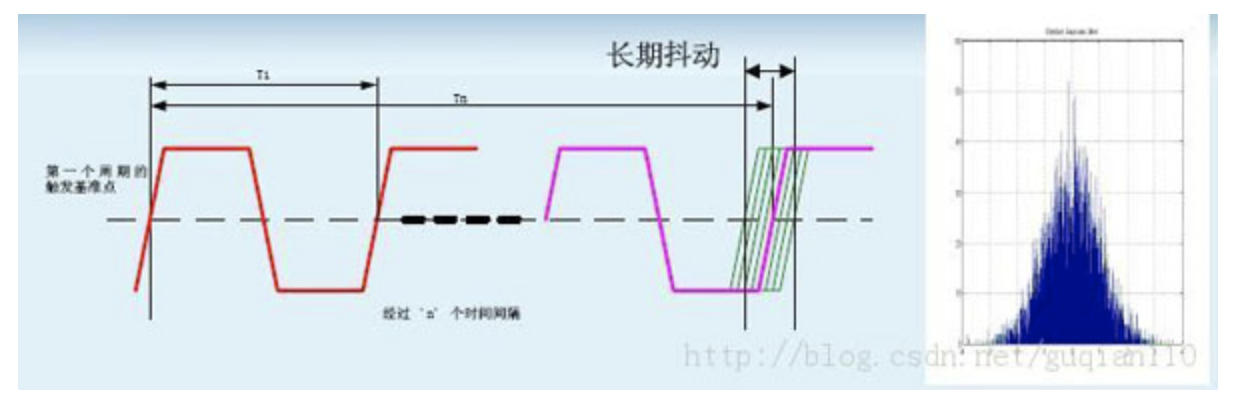 长期抖动
T1
Tn
第一个周期的
触发基准点
经过 'n' 个时间间隔
http://blog.csdn.net/guqian110